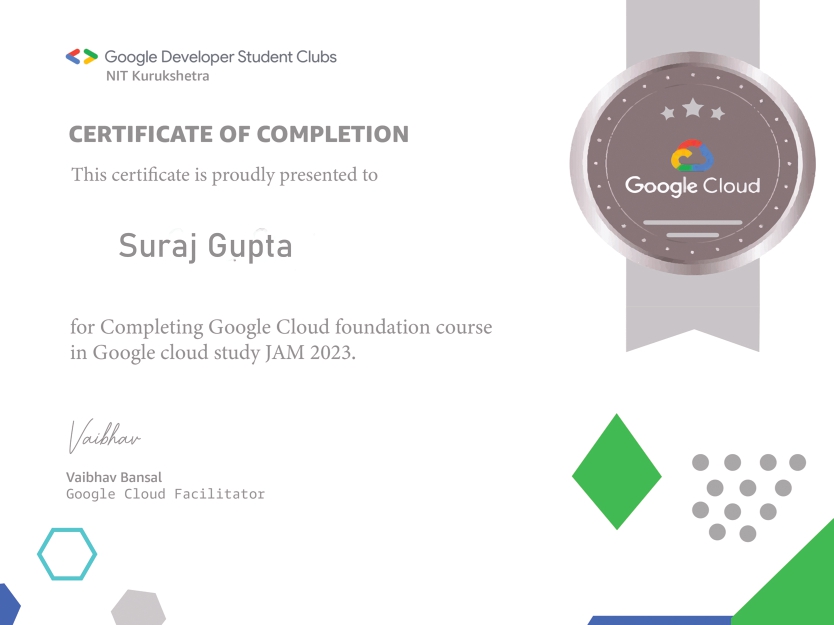 Google Developer Student Clubs
NIT Kurukshetra
CERTIFICATE OF COMPLETION
This certificate is proudly presented to
Suraj Gupta
for Completing Google Cloud foundation course
in Google cloud study JAM 2023.
Vaibhav
Vaibhav Bansal
Google Cloud Facilitator
Google Cloud